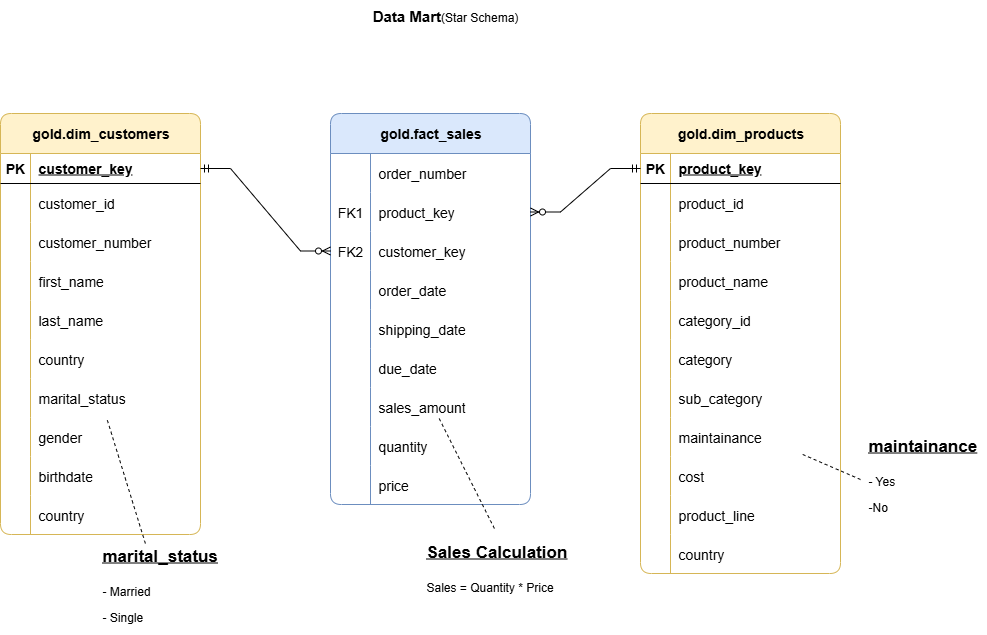 Data Mart(Star Schema)
gold.dim_customers
PK customer_key
customer_id
customer_number
first_name
last_name
country
marital_status
gender
birthdate
country
marital_status
- Married
- Single
gold.fact_sales
order_number
FK1 product_key
FK2 customer_key
order_date
shipping_date
due_date
sales_amount
quantity
price
Sales Calculation
Sales = Quantity * Price
gold.dim_products
PK product_key
product_id
product_number
product_name
category_id
category
sub_category
maintainance
cost
product_line
country
maintainance
- Yes
-No